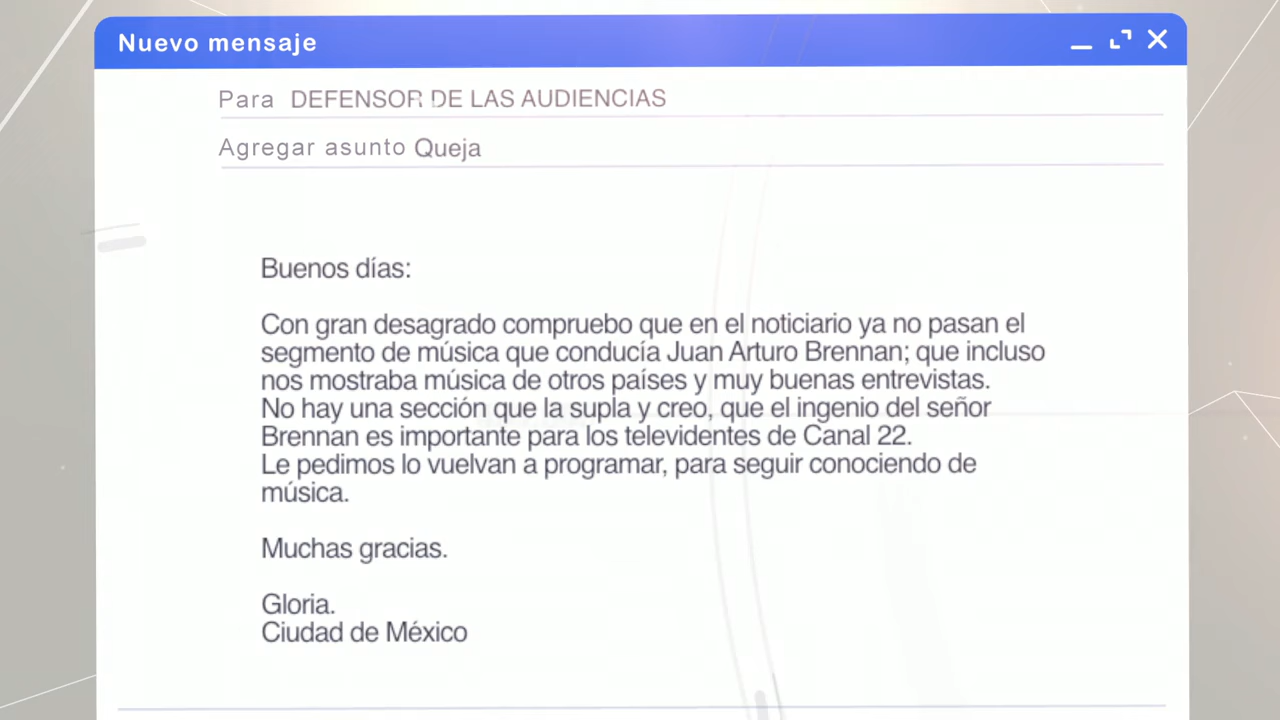 Nuevo mensaje
Para DEFENSOR DE LAS AUDIENCIAS
Agregar asunto Queja
Buenos días:
Con gran desagrado compruebo que en el noticiario ya no pasan el
segmento de música que conducía Juan Arturo Brennan; que incluso
nos mostraba música de otros países y muy buenas entrevistas.
No hay una sección que la supla y creo, que el ingenio del señor
Brennan es importante para los televidentes de Canal 22.
Le pedimos lo vuelvan a programar, para seguir conociendo de
música.
Muchas gracias.
Gloria.
Ciudad de México